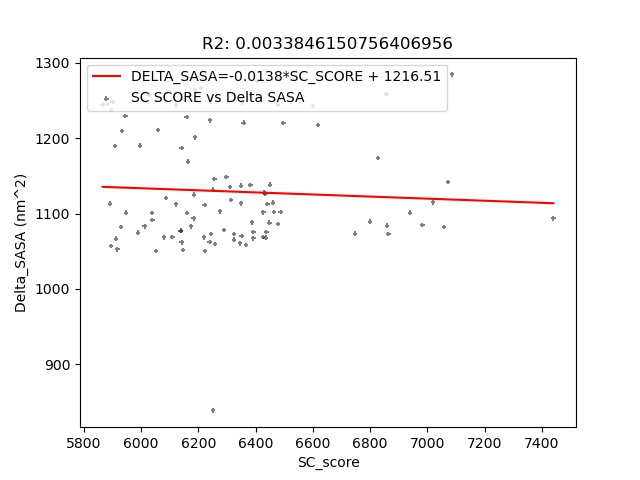 R2: 0.0033846150756406956
DELTA_SASA=-0.0138*SC_SCORE + 1216.51
SC SCORE vs Delta SASA
Delta_SASA (nm^2)
1300
1200
1100
1000
900
5800 6000 6200 6400 6600 6800 7000 7200 7400
SC_score